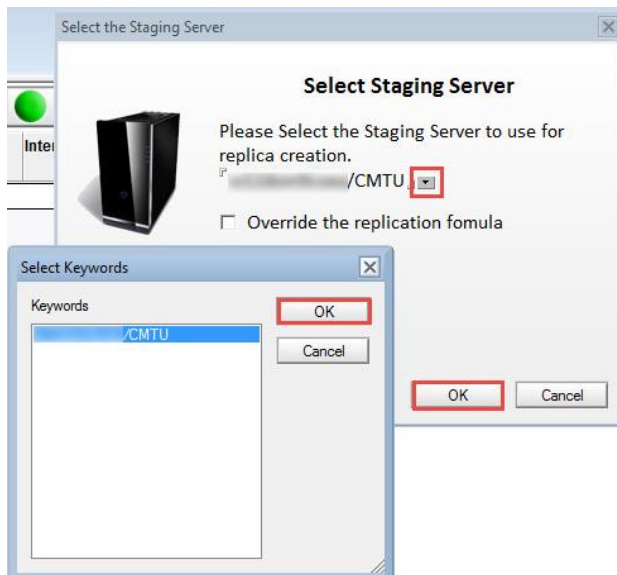 Select the Staging Server
Select Staging Server
Please Select the Staging Server to use for
replica creation.
/CMTU
Override the replication fomula
OK
Cancel
Select Keywords
Keywords
/CMTU
OK
Cancel